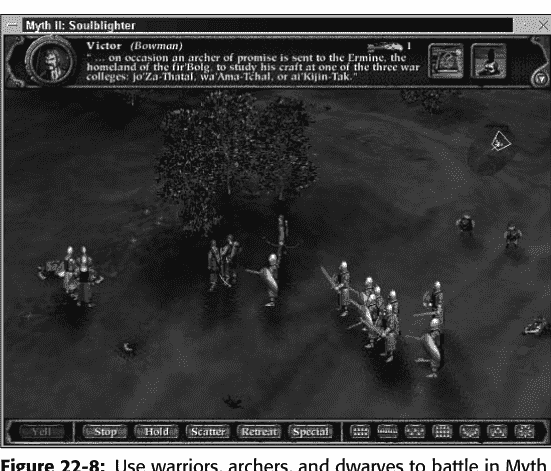 Myth II: Soulblighter
Victor (Bowman)
1
" ... on occasion an archer of promise is sent to the Ermine, the
homeland of the fir'Bolg, to study his craft at one of the three war
colleges: jo'Za-Thatal, wa'Ama-Tchal, or ai'Kijin-Tak."
Yell Stop Hold Scatter Retreat Special
Figure 22-8: Use warriors, archers, and dwarves to battle in Myth